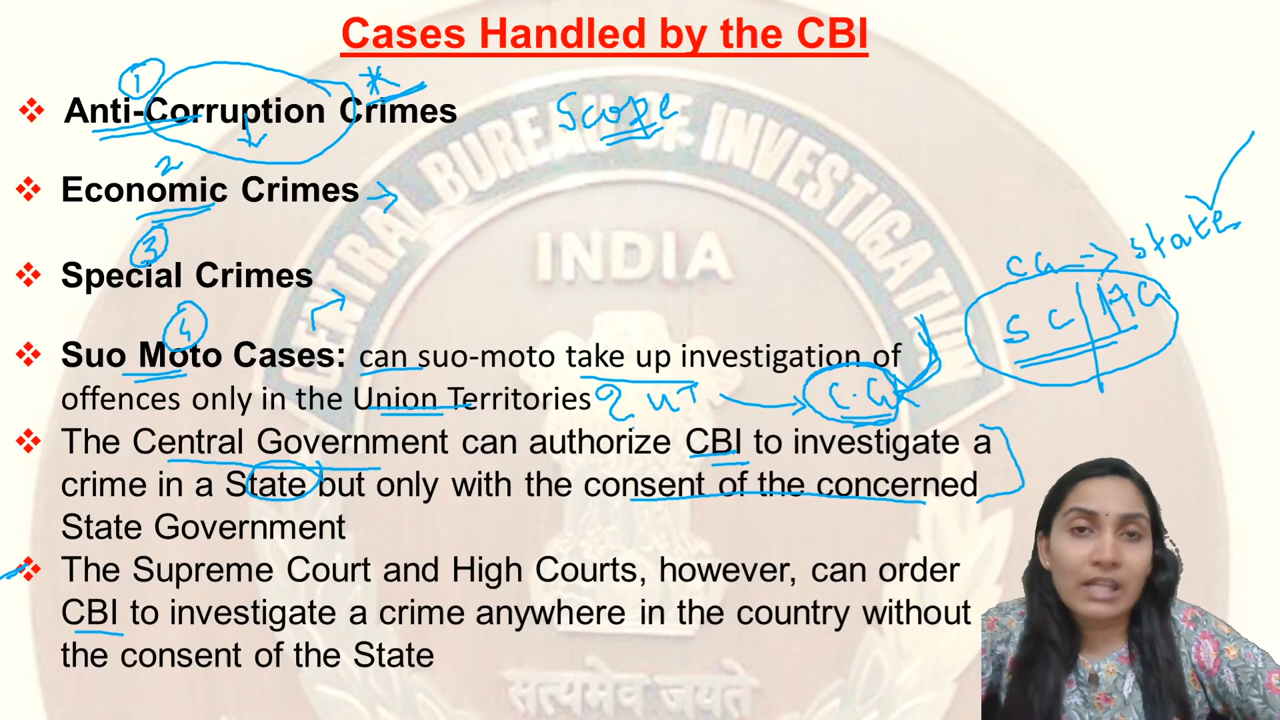 Cases Handled by the CBI
1
Anti-Corruption Crimes
Scope
2
Economic Crimes
3
Special Crimes
4
Suo Moto Cases: can suo-moto take up investigation of
offences only in the Union Territories
UT
C.G
CG → State
SC
The Central Government can authorize CBI to investigate a
crime in a State but only with the consent of the concerned
State Government
The Supreme Court and High Courts, however, can order
CBI to investigate a crime anywhere in the country without
the consent of the State
CENTRAL BUREAU OF INVESTIGATION
INDIA
सत्यमेव जयते